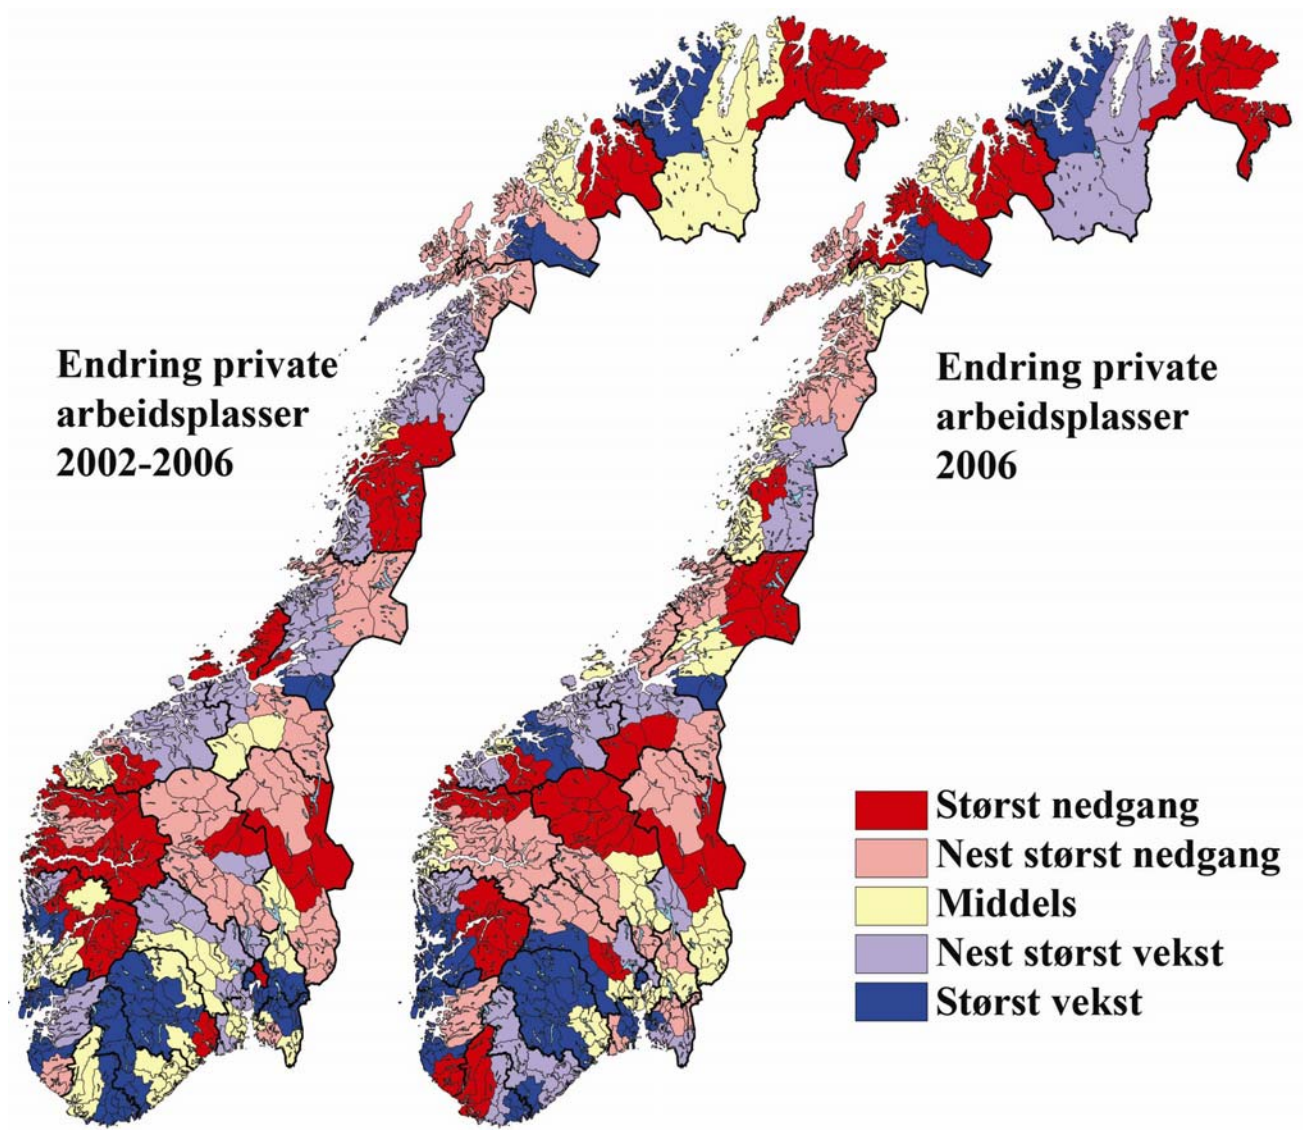 Endring private
arbeidsplasser
2002-2006
Endring private
arbeidsplasser
2006
Størst nedgang
Nest størst nedgang
Middels
Nest størst vekst
Størst vekst